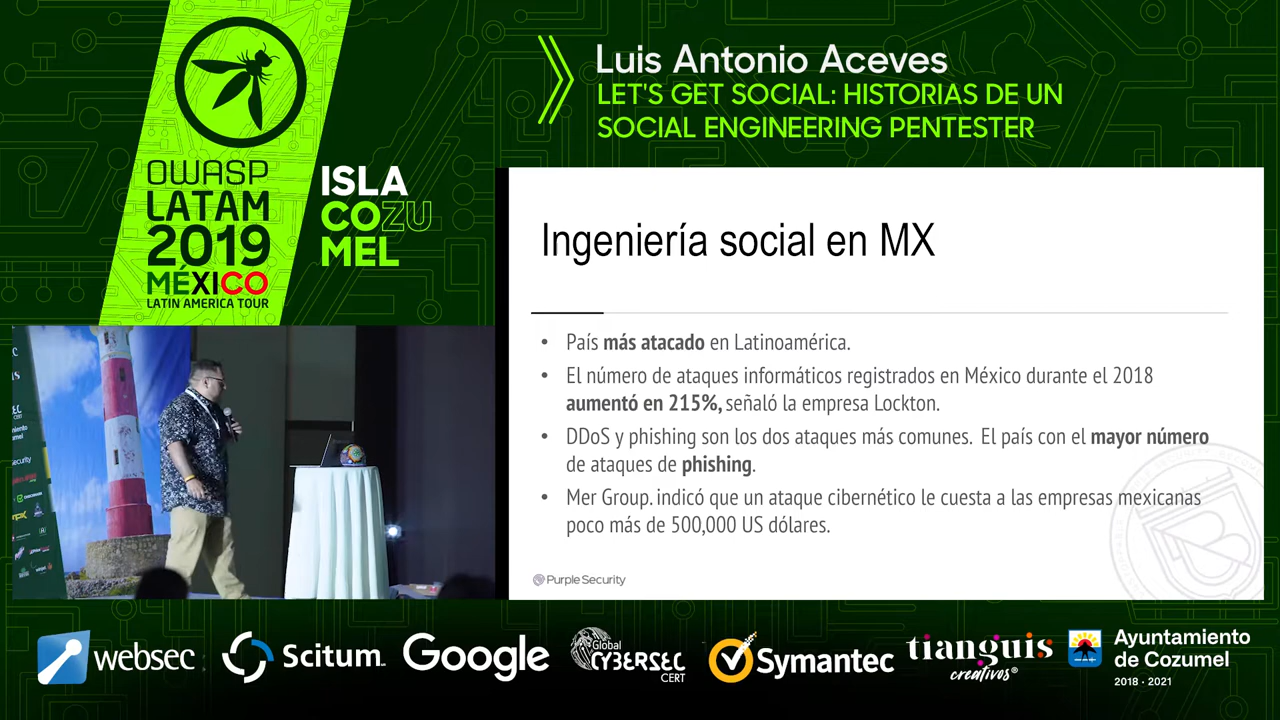 Luis Antonio Aceves
LET'S GET SOCIAL: HISTORIAS DE UN
SOCIAL ENGINEERING PENTESTER
OWASP
LATAM
2019
MÉXICO
LATIN AMERICA TOUR
ISLA
COZU
MEL
Ingeniería social en MX
• País más atacado en Latinoamérica.
• El número de ataques informáticos registrados en México durante el 2018
aumentó en 215%, señaló la empresa Lockton.
• DDoS y phishing son los dos ataques más comunes. El país con el mayor número
de ataques de phishing.
• Mer Group. indicó que un ataque cibernético le cuesta a las empresas mexicanas
poco más de 500,000 US dólares.
Purple Security
websec
Scitum
Google
Global
CYBERSEC
CERT
Symantec
tianguis
creativos®
Ayuntamiento
de Cozumel
2018 - 2021